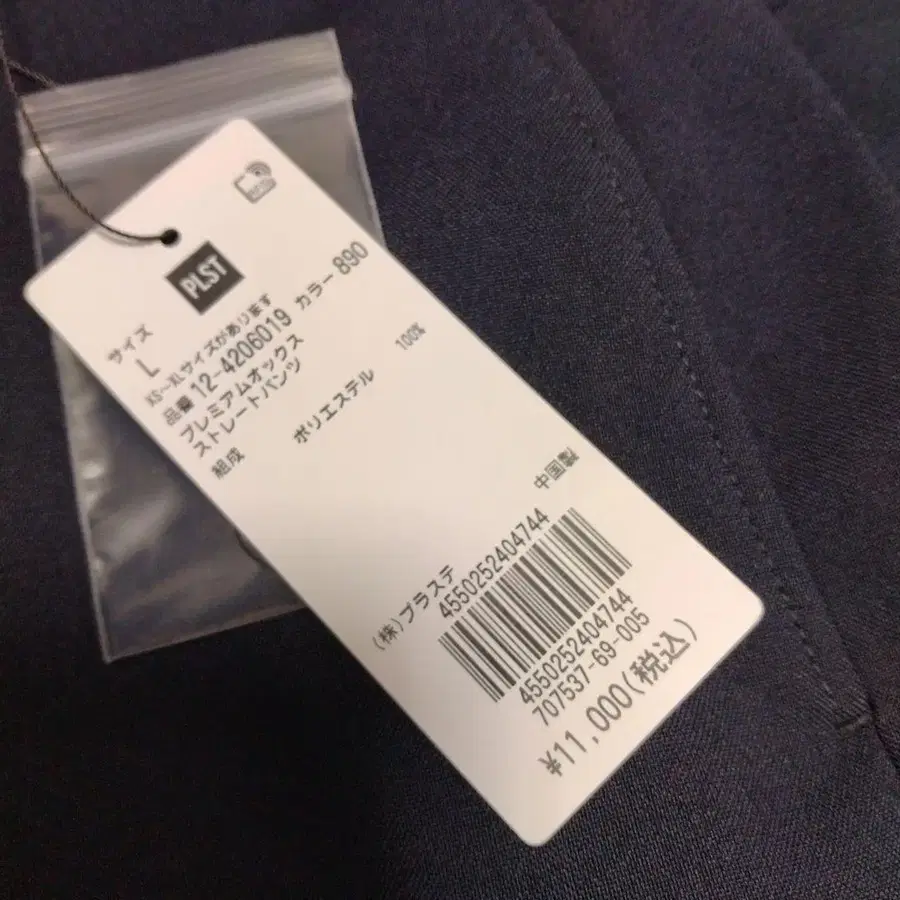 PLST
サイズ
L
XS〜XLサイズがあります
品番 12-4206019 カラー 890
プレミアムオックス
ストレートパンツ
組成 ポリエステル 100%
中国製
(株)プラステ
4550252404744
4550252404744
707537-69-005
¥11,000(税込)